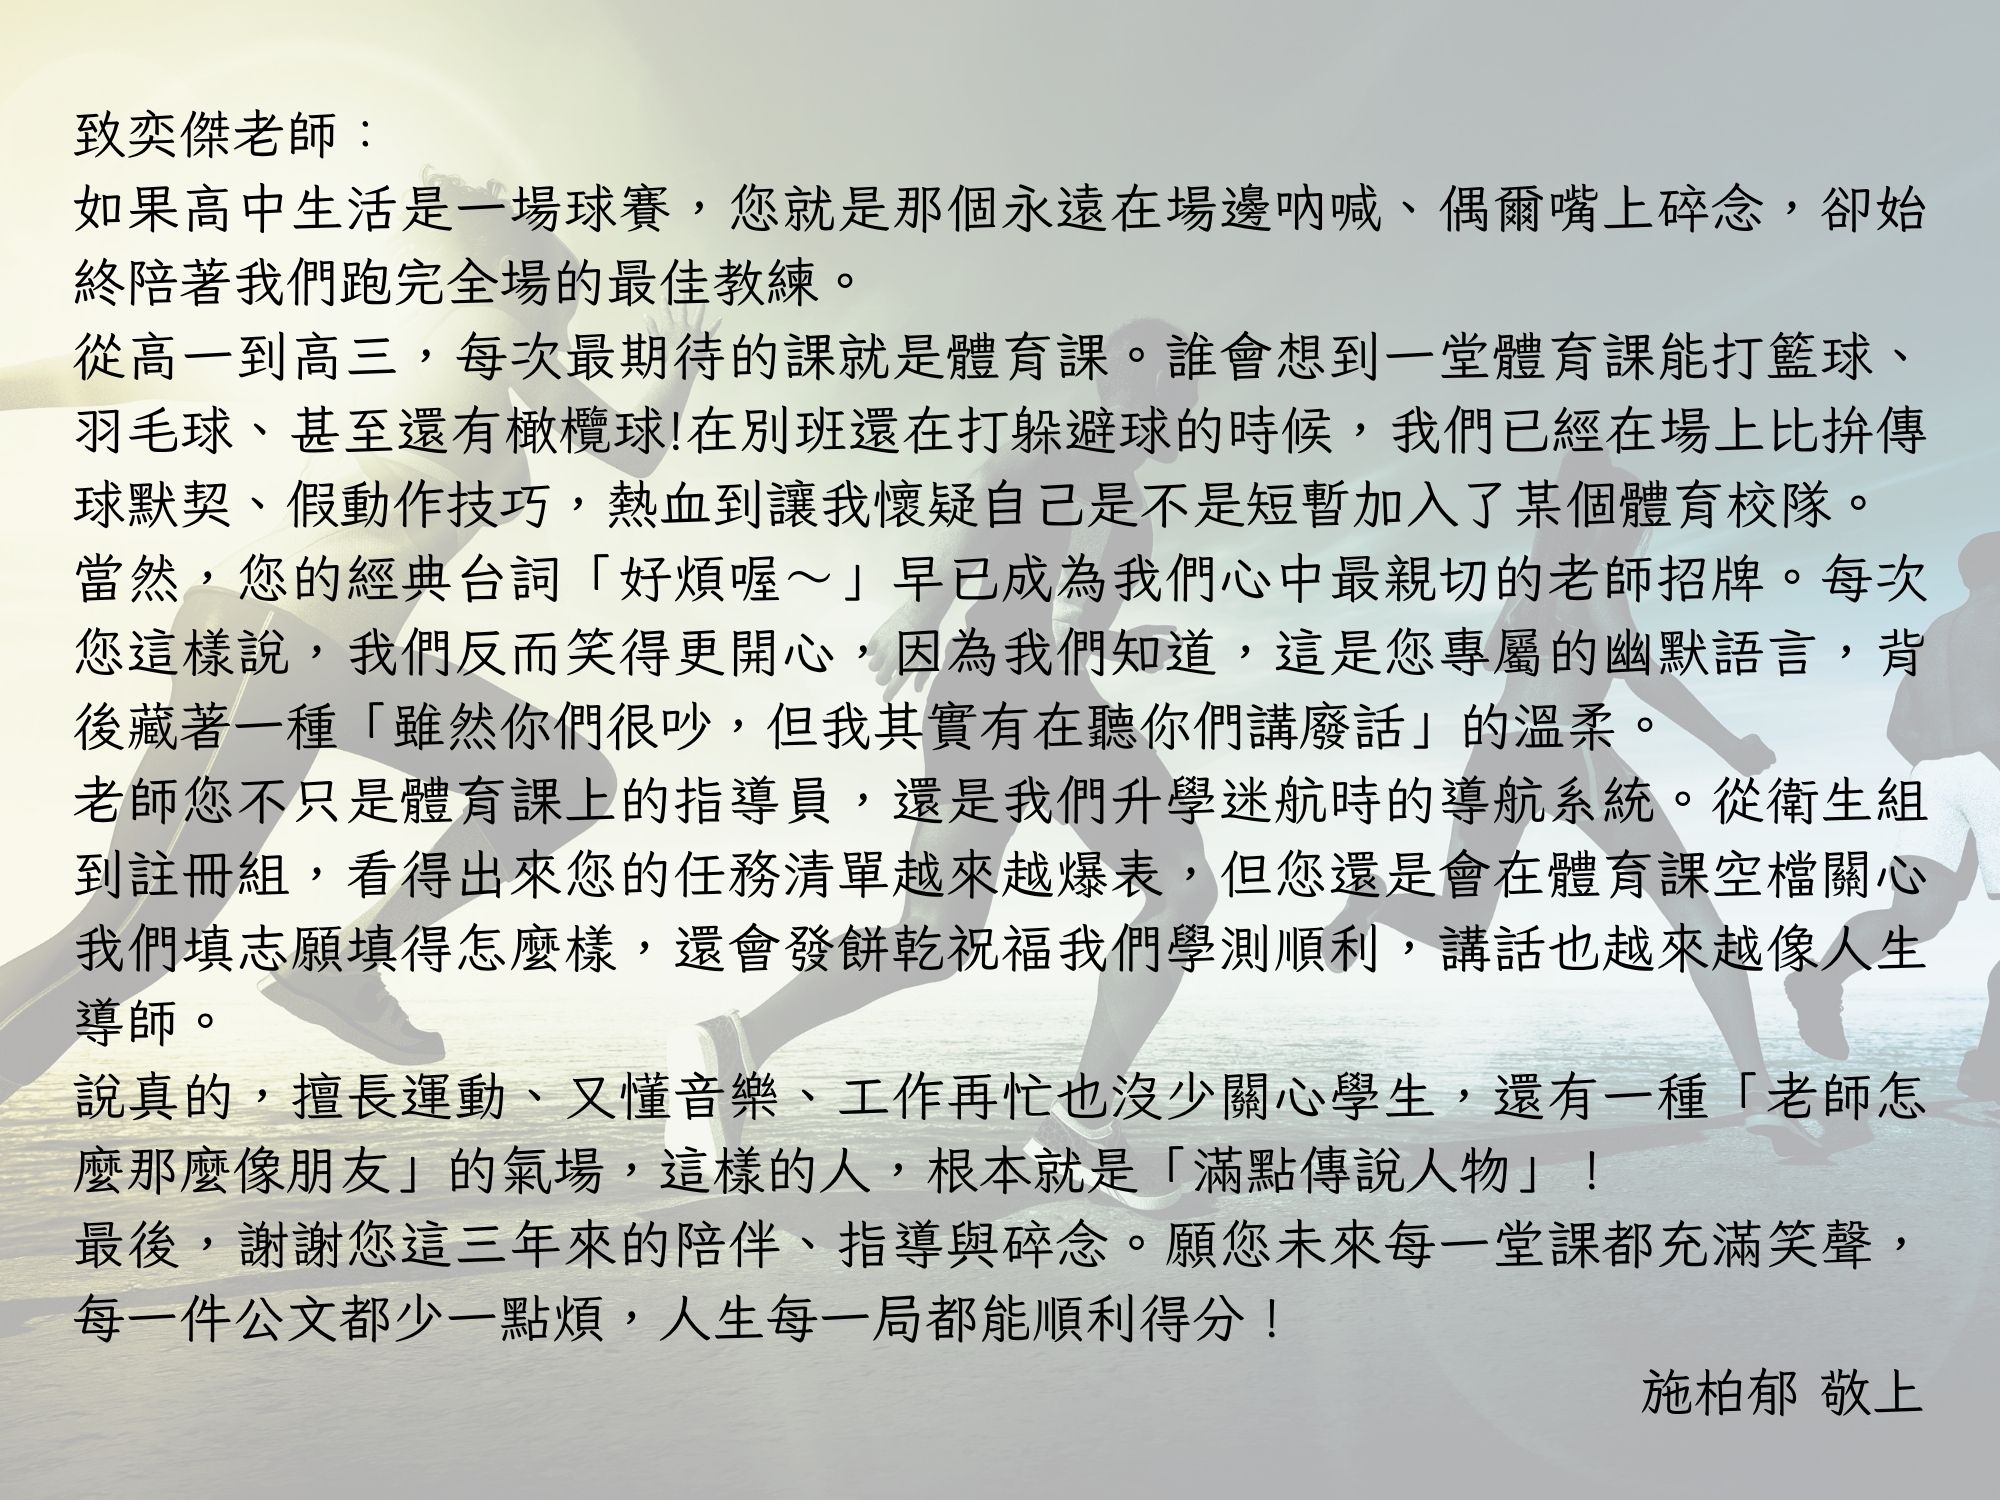 致奕傑老師：
如果高中生活是一場球賽，您就是那個永遠在場邊吶喊、偶爾嘴上碎念，卻始
終陪著我們跑完全場的最佳教練。
從高一到高三，每次最期待的課就是體育課。誰會想到一堂體育課能打籃球、
羽毛球、甚至還有橄欖球!在別班還在打躲避球的時候，我們已經在場上比拚傳
球默契、假動作技巧，熱血到讓我懷疑自己是不是短暫加入了某個體育校隊。
當然，您的經典台詞「好煩喔～」早已成為我們心中最親切的老師招牌。每次
您這樣說，我們反而笑得更開心，因為我們知道，這是您專屬的幽默語言，背
後藏著一種「雖然你們很吵，但我其實有在聽你們講廢話」的溫柔。
老師您不只是體育課上的指導員，還是我們升學迷航時的導航系統。從衛生組
到註冊組，看得出來您的任務清單越來越爆表，但您還是會在體育課空檔關心
我們填志願填得怎麼樣，還會發餅乾祝福我們學測順利，講話也越來越像人生
導師。
說真的，擅長運動、又懂音樂、工作再忙也沒少關心學生，還有一種「老師怎
麼那麼像朋友」的氣場，這樣的人，根本就是「滿點傳說人物」！
最後，謝謝您這三年來的陪伴、指導與碎念。願您未來每一堂課都充滿笑聲，
每一件公文都少一點煩，人生每一局都能順利得分！
施柏郁 敬上